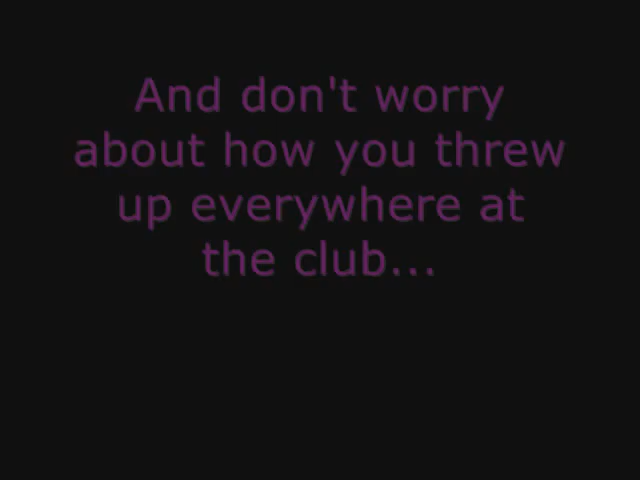 And don't worry
about how you threw
up everywhere at
the club...